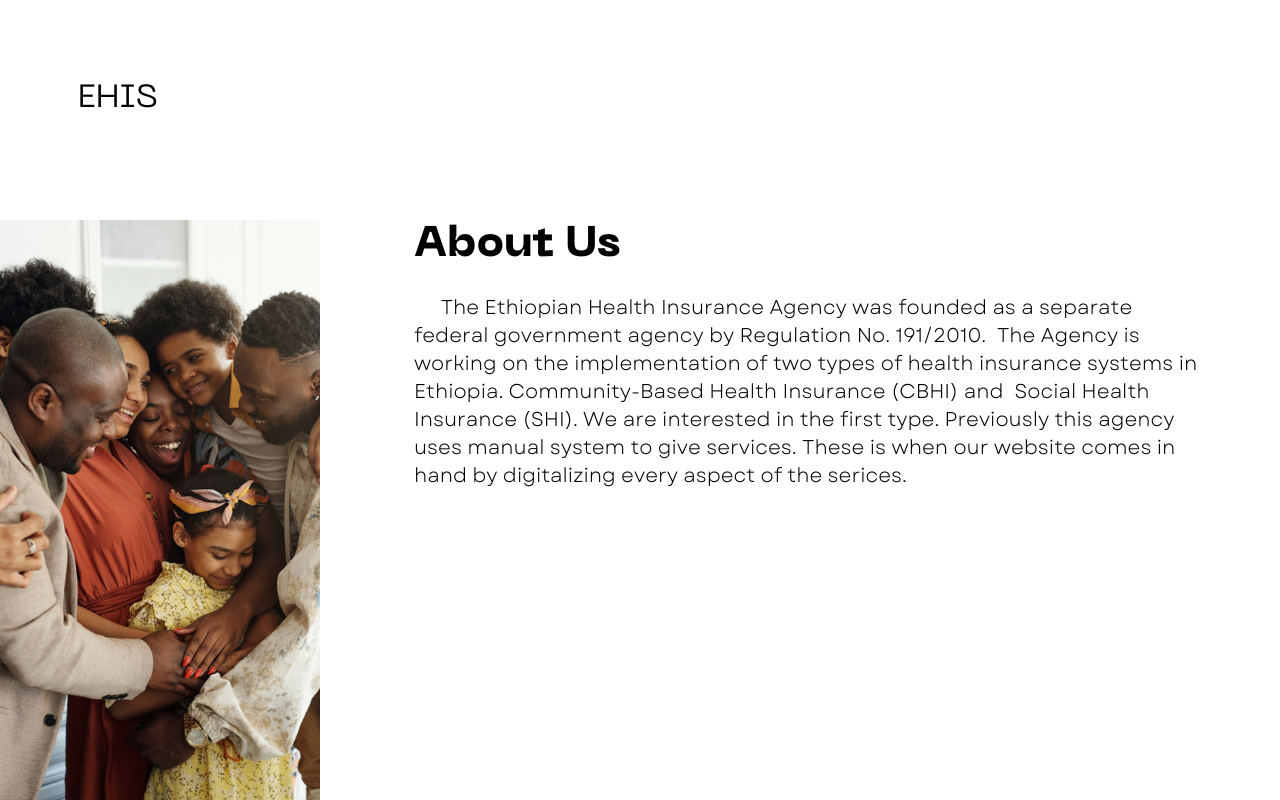 EHIS
About Us
The Ethiopian Health Insurance Agency was founded as a separate
federal government agency by Regulation No. 191/2010.  The Agency is
working on the implementation of two types of health insurance systems in
Ethiopia. Community-Based Health Insurance (CBHI) and  Social Health
Insurance (SHI). We are interested in the first type. Previously this agency
uses manual system to give services. These is when our website comes in
hand by digitalizing every aspect of the serices.